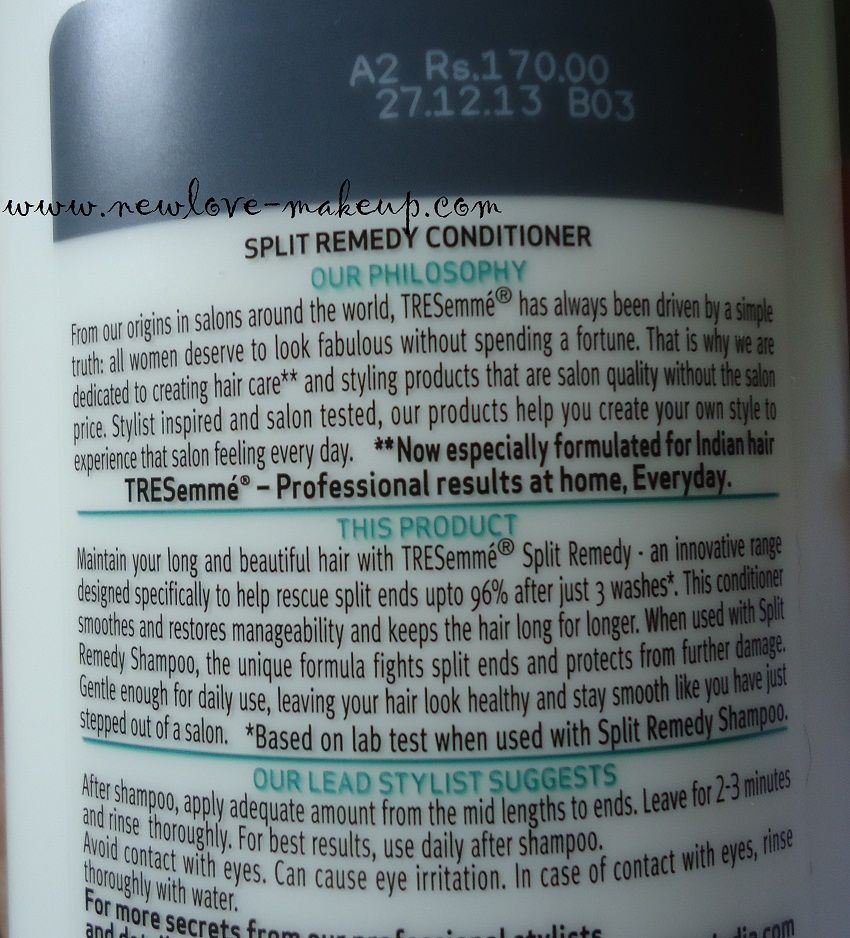 A2 Rs.170.00
27.12.13 B03
www.newlove-makeup.com
SPLIT REMEDY CONDITIONER
OUR PHILOSOPHY
From our origins in salons around the world, TRESemmé® has always been driven by a simple
truth: all women deserve to look fabulous without spending a fortune. That is why we are
dedicated to creating hair care** and styling products that are salon quality without the salon
price. Stylist inspired and salon tested, our products help you create your own style to
experience that salon feeling every day. **Now especially formulated for Indian hair
TRESemmé® – Professional results at home, Everyday.
THIS PRODUCT
Maintain your long and beautiful hair with TRESemmé® Split Remedy - an innovative range
designed specifically to help rescue split ends upto 96% after just 3 washes*. This conditioner
smoothes and restores manageability and keeps the hair long for longer. When used with Split
Remedy Shampoo, the unique formula fights split ends and protects from further damage.
Gentle enough for daily use, leaving your hair look healthy and stay smooth like you have just
stepped out of a salon. *Based on lab test when used with Split Remedy Shampoo.
OUR LEAD STYLIST SUGGESTS
After shampoo, apply adequate amount from the mid lengths to ends. Leave for 2-3 minutes
and rinse thoroughly. For best results, use daily after shampoo.
Avoid contact with eyes. Can cause eye irritation. In case of contact with eyes, rinse
thoroughly with water.
For more secrets from our professional stylists
and